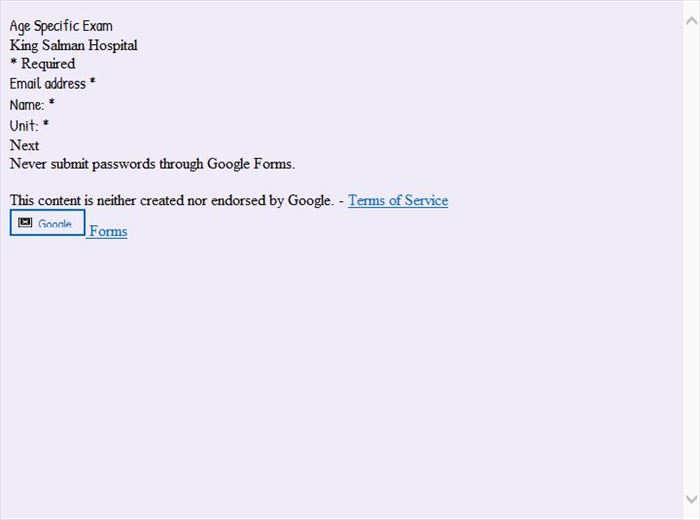 Age Specific Exam
King Salman Hospital
* Required
Email address *
Name: *
Unit: *
Next
Never submit passwords through Google Forms.
This content is neither created nor endorsed by Google. - Terms of Service
Google Forms